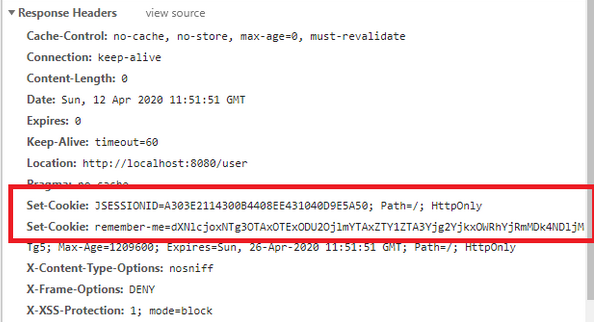 Response Headers view source
Cache-Control: no-cache, no-store, max-age=0, must-revalidate
Connection: keep-alive
Content-Length: 0
Date: Sun, 12 Apr 2020 11:51:51 GMT
Expires: 0
Keep-Alive: timeout=60
Location: http://localhost:8080/user
Pragma: no-cache
Set-Cookie: JSESSIONID=A303E2114300B4408EE431040D9E5A50; Path=/; HttpOnly
Set-Cookie: remember-me=dXNlcjoxNTg3OTAxOTExODU2OjlmYTAxZTY1ZTA3Yjg2YjkxOWRhYjRmMDk4NDljM
Tg5; Max-Age=1209600; Expires=Sun, 26-Apr-2020 11:51:51 GMT; Path=/; HttpOnly
X-Content-Type-Options: nosniff
X-Frame-Options: DENY
X-XSS-Protection: 1; mode=block